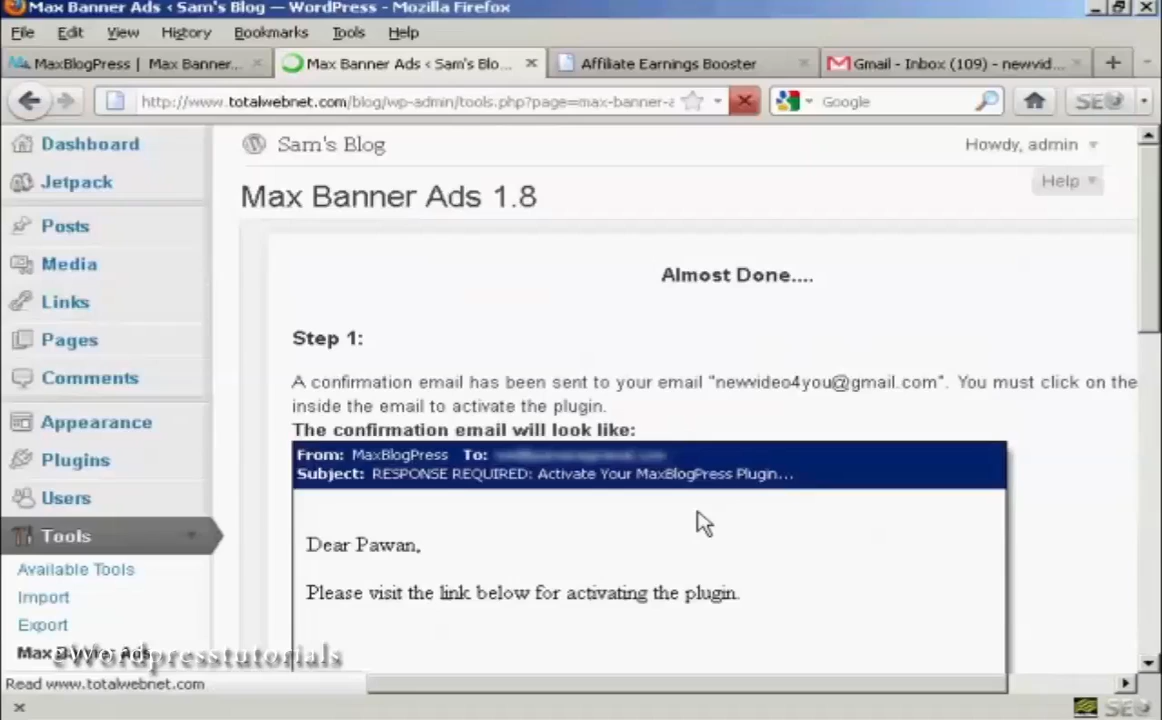 Max Banner Ads ‹ Sam's Blog — WordPress - Mozilla Firefox
File Edit View History Bookmarks Tools Help
MaxBlogPress | Max Banner...
Max Banner Ads ‹ Sam's Blo...
Affiliate Earnings Booster
Gmail - Inbox (109) - newvid...
http://www.totalwebnet.com/blog/wp-admin/tools.php?page=max-banner-a
Google
SEO
Dashboard
Jetpack
Posts
Media
Links
Pages
Comments
Appearance
Plugins
Users
Tools
Available Tools
Import
Export
Max Banner Ads
Sam's Blog
Howdy, admin
Help
Max Banner Ads 1.8
Almost Done....
Step 1:
A confirmation email has been sent to your email "newvideo4you@gmail.com". You must click on the
inside the email to activate the plugin.
The confirmation email will look like:
From: MaxBlogPress To:
Subject: RESPONSE REQUIRED: Activate Your MaxBlogPress Plugin...
Dear Pawan,
Please visit the link below for activating the plugin.
eWordpresstutorials
Read www.totalwebnet.com
SEO